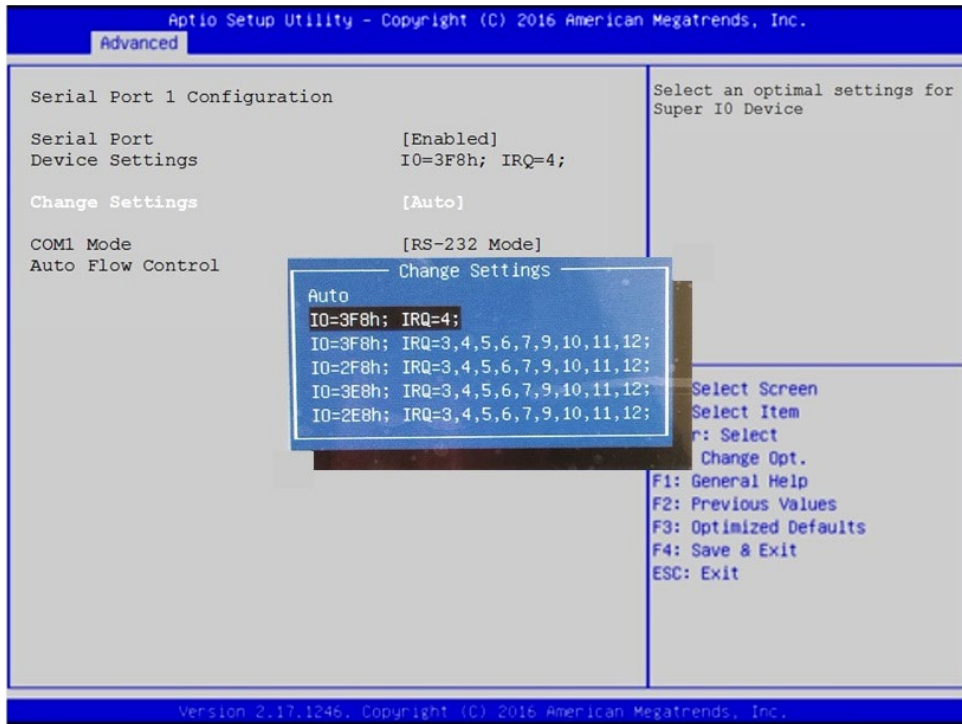 Aptio Setup Utility – Copyright (C) 2016 American Megatrends, Inc.
Advanced
Serial Port 1 Configuration
Serial Port [Enabled]
Device Settings IO=3F8h; IRQ=4;
Change Settings [Auto]
COM1 Mode [RS-232 Mode]
Auto Flow Control
Change Settings
Auto
IO=3F8h; IRQ=4;
IO=3F8h; IRQ=3,4,5,6,7,9,10,11,12;
IO=2F8h; IRQ=3,4,5,6,7,9,10,11,12;
IO=3E8h; IRQ=3,4,5,6,7,9,10,11,12;
IO=2E8h; IRQ=3,4,5,6,7,9,10,11,12;
Select an optimal settings for
Super IO Device
Select Screen
Select Item
r: Select
Change Opt.
F1: General Help
F2: Previous Values
F3: Optimized Defaults
F4: Save & Exit
ESC: Exit
Version 2.17.1246. Copyright (C) 2016 American Megatrends, Inc.